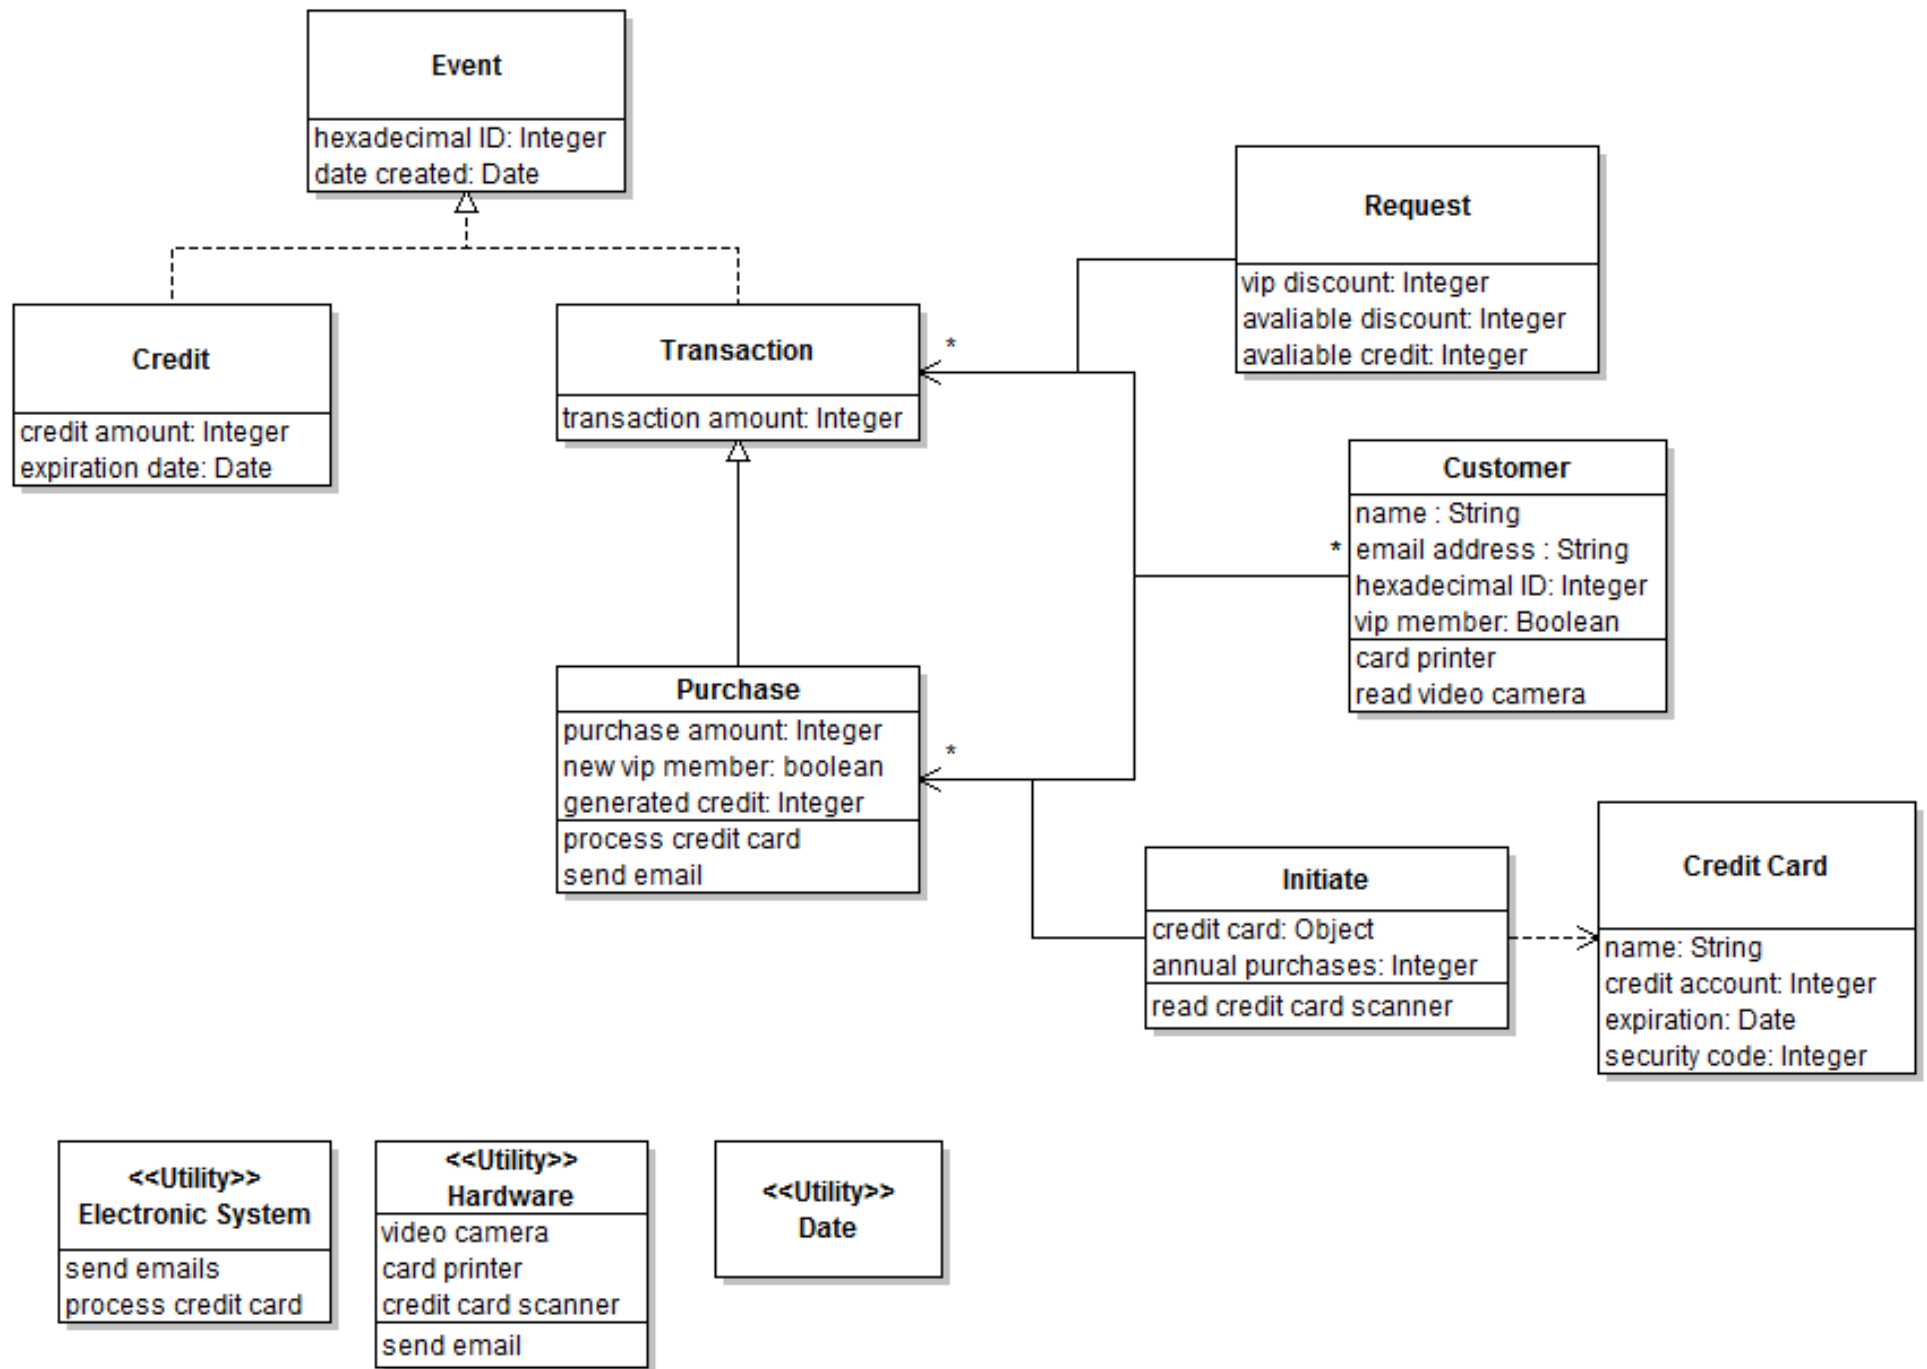 Event
hexadecimal ID: Integer
date created: Date
Request
vip discount: Integer
avaliable discount: Integer
avaliable credit: Integer
Credit
credit amount: Integer
expiration date: Date
Transaction
transaction amount: Integer
*
Customer
name : String
email address : String
hexadecimal ID: Integer
vip member: Boolean
card printer
read video camera
*
Purchase
purchase amount: Integer
new vip member: boolean
generated credit: Integer
process credit card
send email
*
Initiate
credit card: Object
annual purchases: Integer
read credit card scanner
Credit Card
name: String
credit account: Integer
expiration: Date
security code: Integer
<<Utility>>
Electronic System
send emails
process credit card
<<Utility>>
Hardware
video camera
card printer
credit card scanner
send email
<<Utility>>
Date